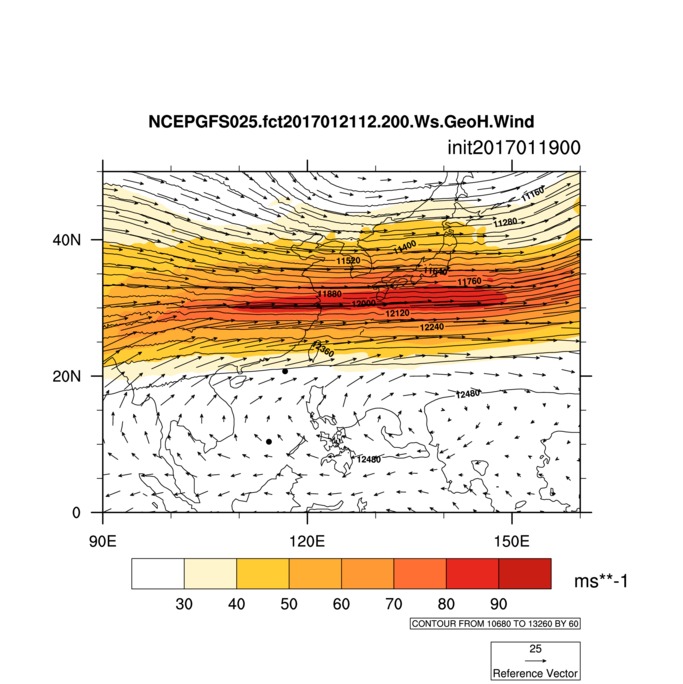 NCEPGFS025.fct2017012112.200.Ws.GeoH.Wind
init2017011900
11160
11280
40N
11400
11520
11640
11760
11880
12000
12120
12240
12360
20N
12480
12480
0
90E 120E 150E
ms**-1
30 40 50 60 70 80 90
CONTOUR FROM 10680 TO 13260 BY 60
25
Reference Vector